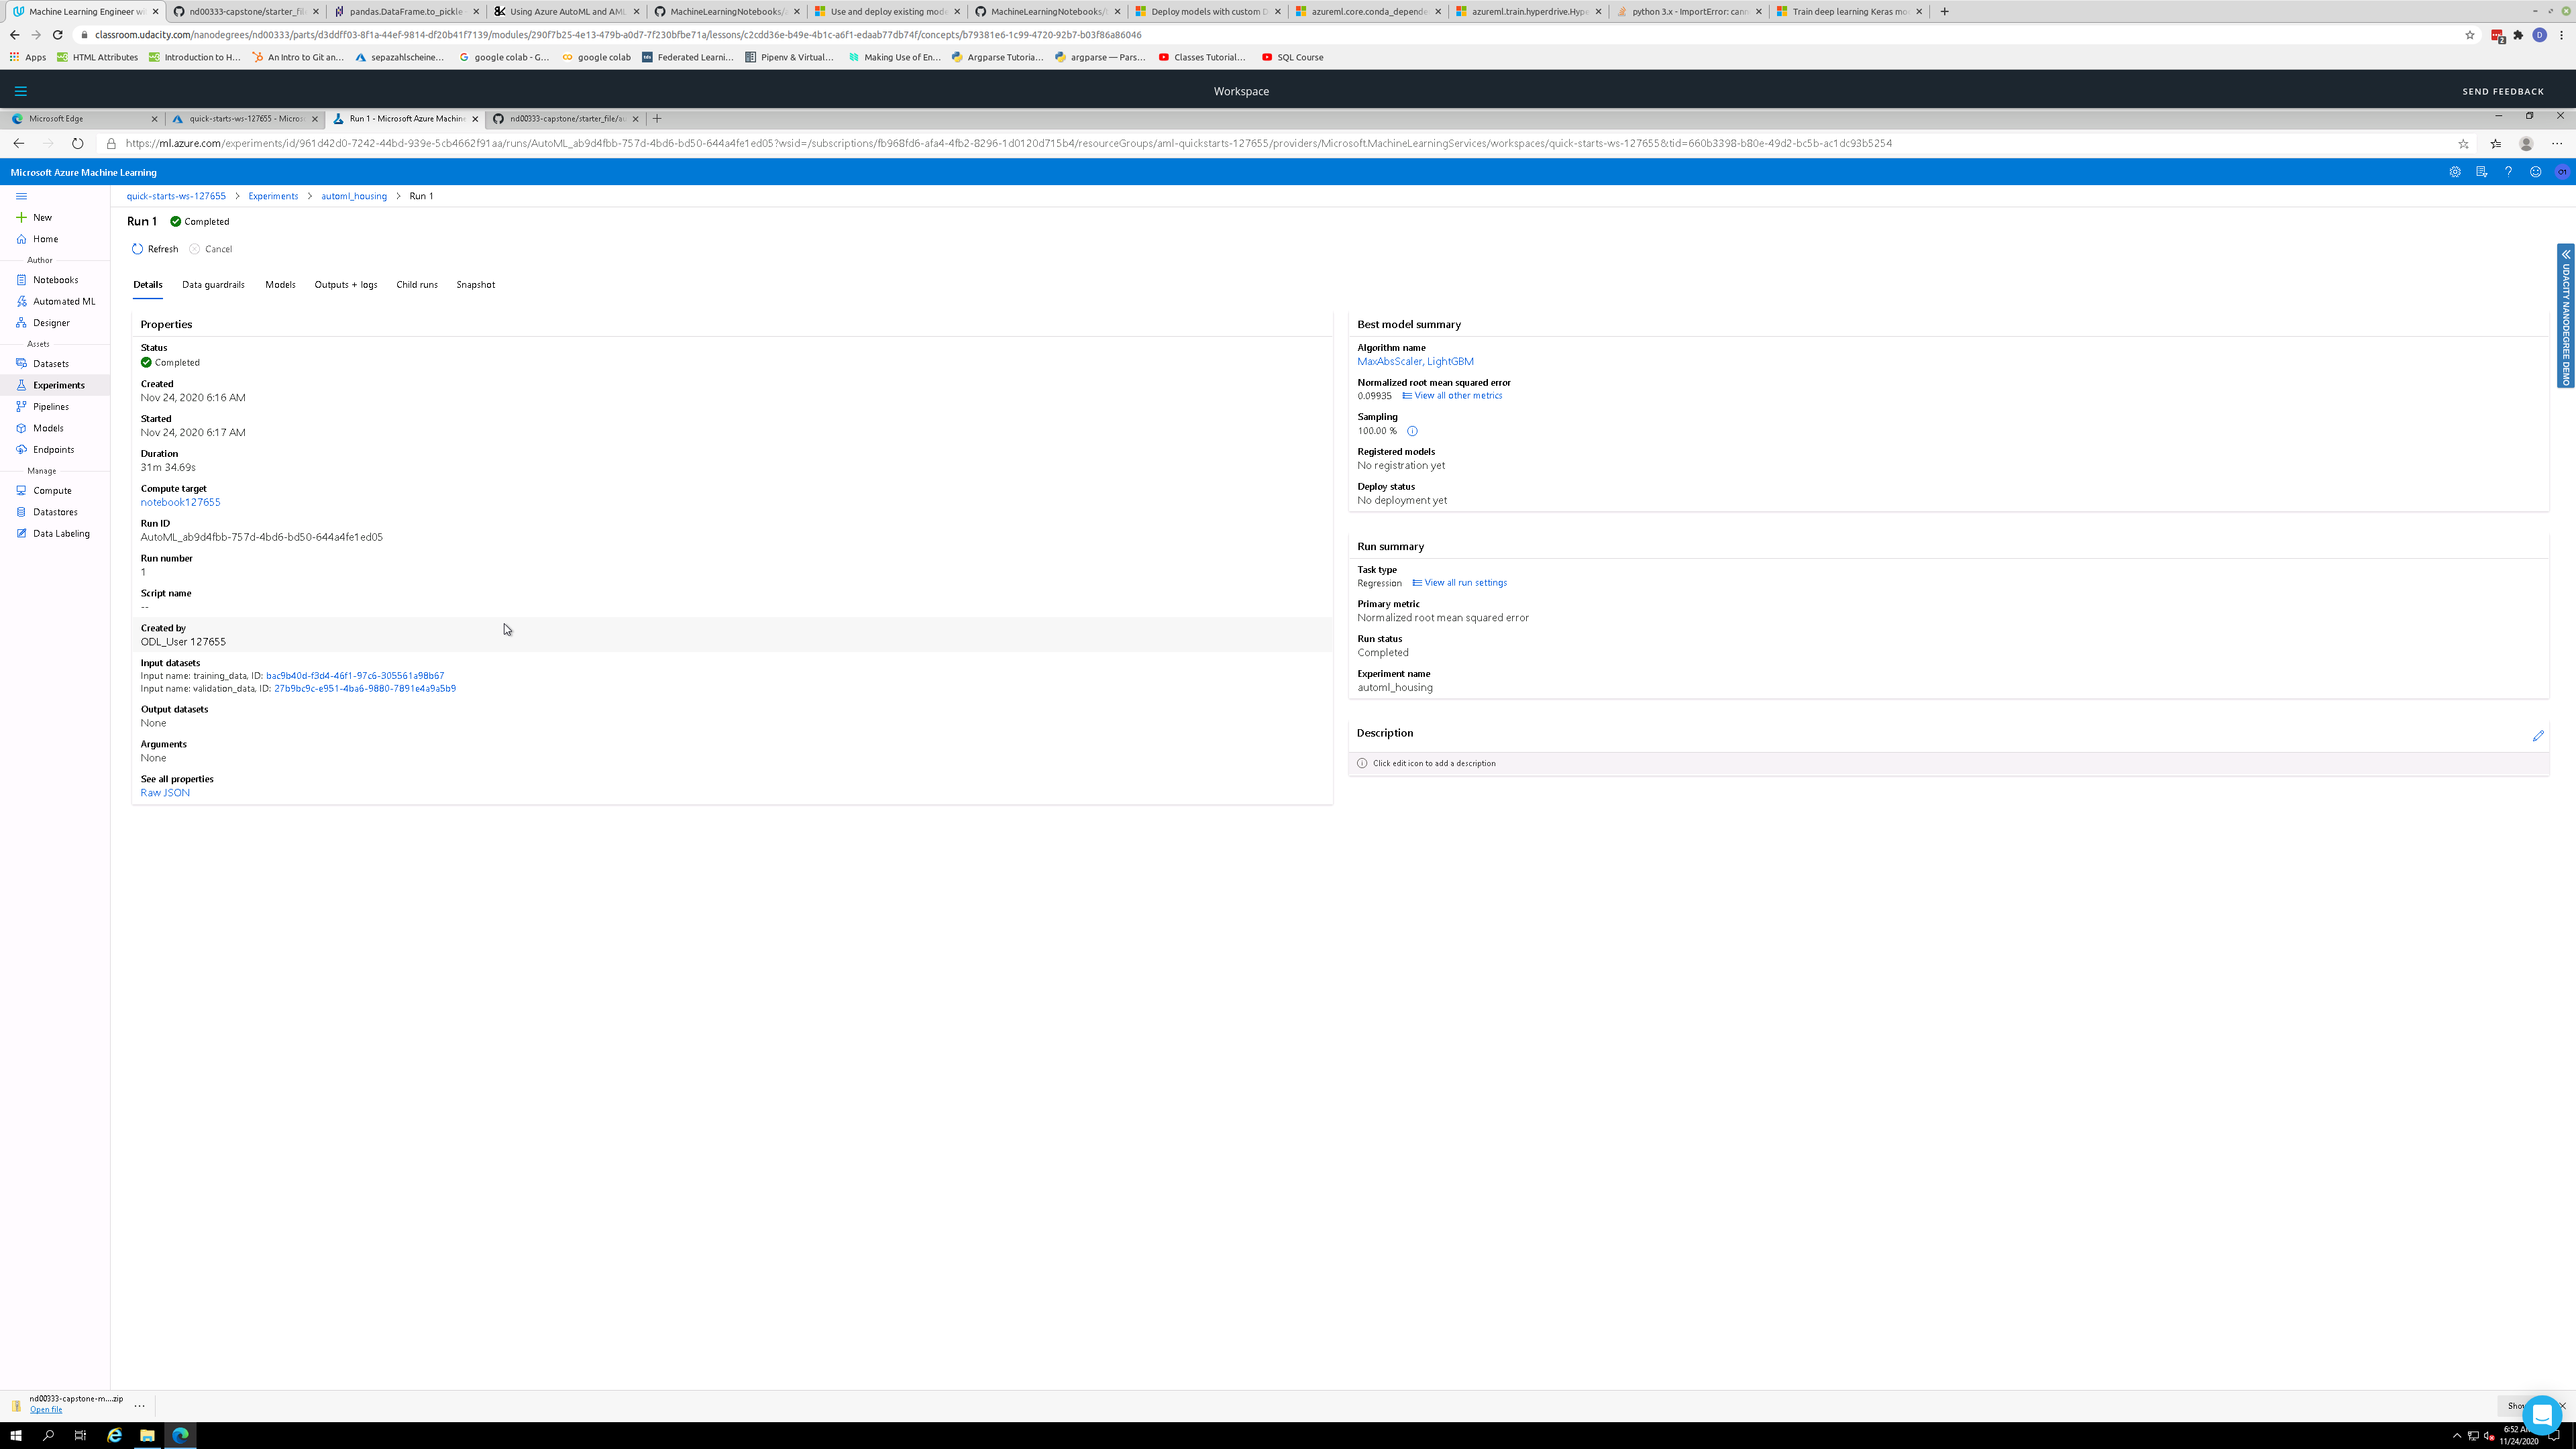 Machine Learning Engineer wi
nd00333-capstone/starter_file
pandas.DataFrame.to_pickle
Using Azure AutoML and AML
MachineLearningNotebooks/
Use and deploy existing mode
MachineLearningNotebooks/
Deploy models with custom D
azureml.core.conda_depende
azureml.train.hyperdrive.Hype
python 3.x - ImportError: cann
Train deep learning Keras mo
classroom.udacity.com/nanodegrees/nd00333/parts/d3ddff03-8f1a-44ef-9814-df20b41f7139/modules/290f7b25-4e13-479b-a0d7-7f230bfbe71a/lessons/c2cdd36e-b49e-4b1c-a6f1-edaab77db74f/concepts/b79381e6-1c99-4720-92b7-b03f86a86046
2
D
Apps
HTML Attributes
Introduction to H...
An Intro to Git an...
sepazahlscheine...
google colab - G...
google colab
Federated Learni...
Pipenv & Virtual...
Making Use of En...
Argparse Tutoria...
argparse — Pars...
Classes Tutorial...
SQL Course
Workspace
SEND FEEDBACK
Microsoft Edge
quick-starts-ws-127655 - Micros
Run 1 - Microsoft Azure Machine
nd00333-capstone/starter_file/au
https://ml.azure.com/experiments/id/961d42d0-7242-44bd-939e-5cb4662f91aa/runs/AutoML_ab9d4fbb-757d-4bd6-bd50-644a4fe1ed05?wsid=/subscriptions/fb968fd6-afa4-4fb2-8296-1d0120d715b4/resourceGroups/aml-quickstarts-127655/providers/Microsoft.MachineLearningServices/workspaces/quick-starts-ws-127655&tid=660b3398-b80e-49d2-bc5b-ac1dc93b5254
Microsoft Azure Machine Learning
quick-starts-ws-127655
Experiments
automl_housing
Run 1
New
Home
Author
Notebooks
Automated ML
Designer
Assets
Datasets
Experiments
Pipelines
Models
Endpoints
Manage
Compute
Datastores
Data Labeling
Run 1
Completed
Refresh
Cancel
Details
Data guardrails
Models
Outputs + logs
Child runs
Snapshot
Properties
Status
Completed
Created
Nov 24, 2020 6:16 AM
Started
Nov 24, 2020 6:17 AM
Duration
31m 34.69s
Compute target
notebook127655
Run ID
AutoML_ab9d4fbb-757d-4bd6-bd50-644a4fe1ed05
Run number
1
Script name
--
Created by
ODL_User 127655
Input datasets
Input name: training_data, ID: bac9b40d-f3d4-46f1-97c6-305561a98b67
Input name: validation_data, ID: 27b9bc9c-e951-4ba6-9880-7891e4a9a5b9
Output datasets
None
Arguments
None
See all properties
Raw JSON
Best model summary
Algorithm name
MaxAbsScaler, LightGBM
Normalized root mean squared error
0.09935 View all other metrics
Sampling
100.00 %
Registered models
No registration yet
Deploy status
No deployment yet
Run summary
Task type
Regression View all run settings
Primary metric
Normalized root mean squared error
Run status
Completed
Experiment name
automl_housing
Description
Click edit icon to add a description
UDACITY NANODEGREE DEMO
nd00333-capstone-m....zip
Open file
6:52
11/24/2020